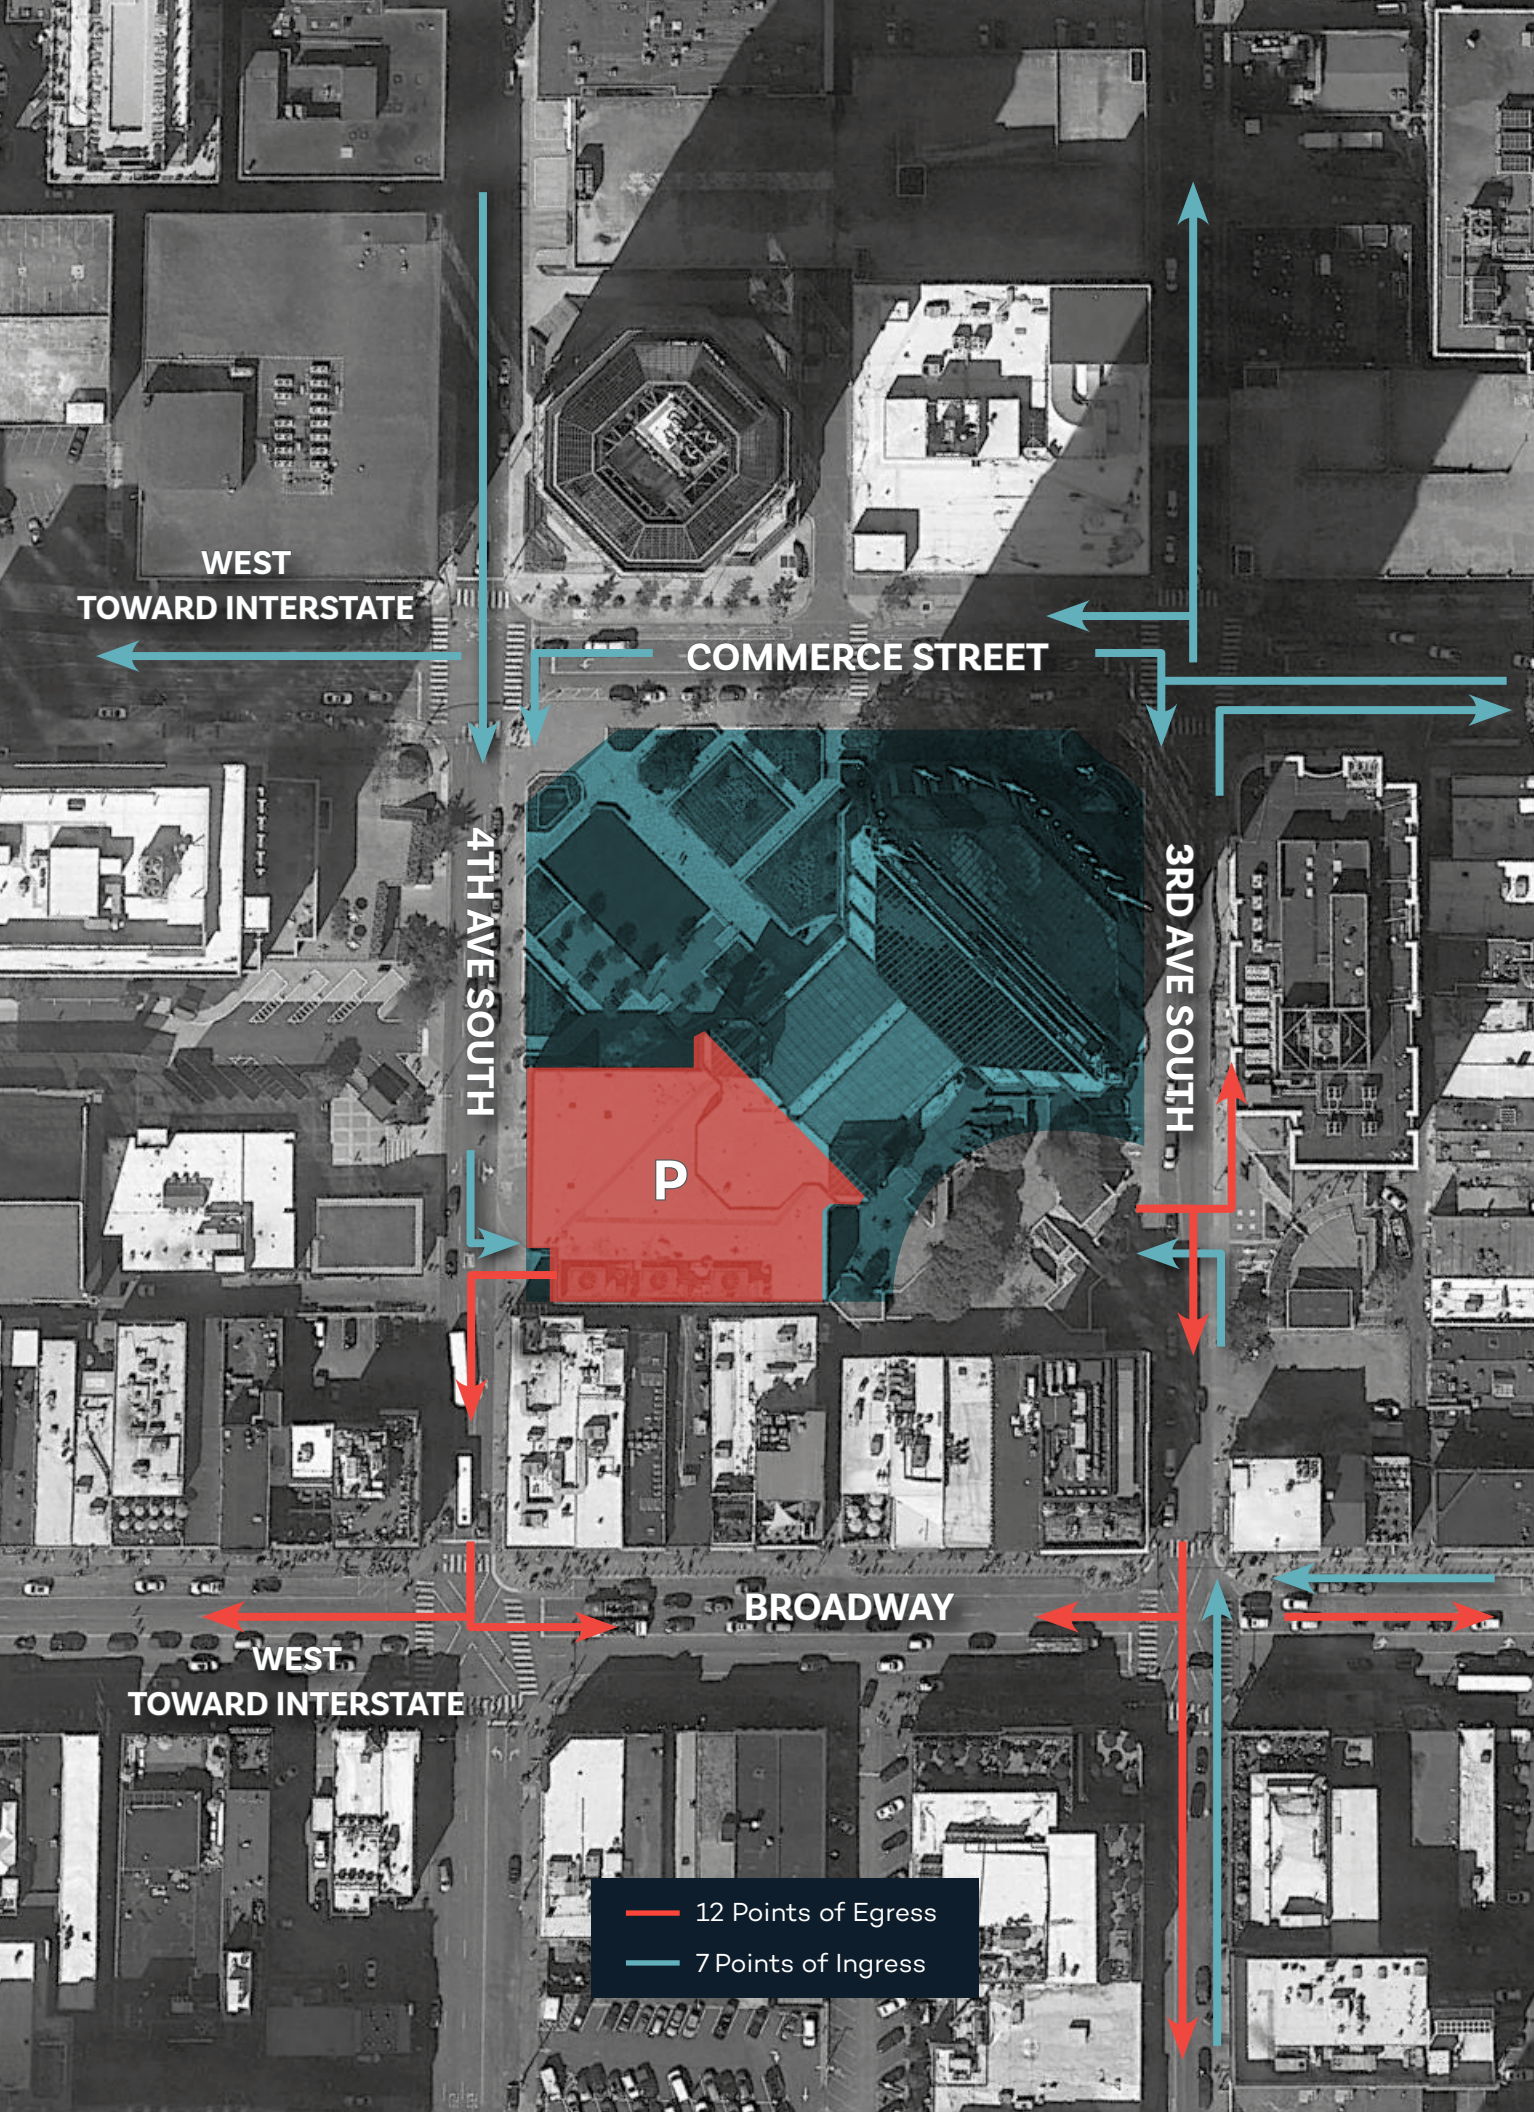 WEST
TOWARD INTERSTATE
COMMERCE STREET
4TH AVE SOUTH
3RD AVE SOUTH
P
BROADWAY
WEST
TOWARD INTERSTATE
12 Points of Egress
7 Points of Ingress